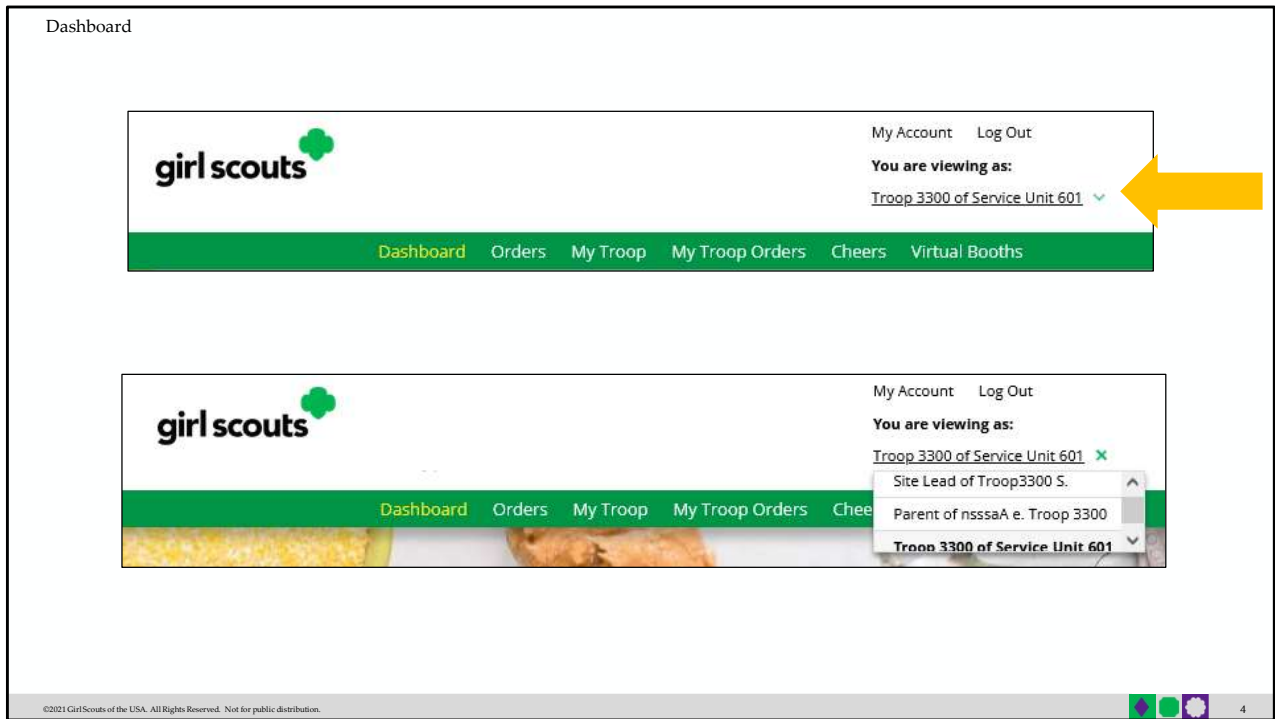 Dashboard
girl scouts
My Account Log Out
You are viewing as:
Troop 3300 of Service Unit 601
Dashboard Orders My Troop My Troop Orders Cheers Virtual Booths
girl scouts
My Account Log Out
You are viewing as:
Troop 3300 of Service Unit 601
Site Lead of Troop3300 S.
Dashboard Orders My Troop My Troop Orders Chee
Parent of nsssaA e. Troop 3300
Troop 3300 of Service Unit 601
©2021 Girl Scouts of the USA. All Rights Reserved. Not for public distribution.
4